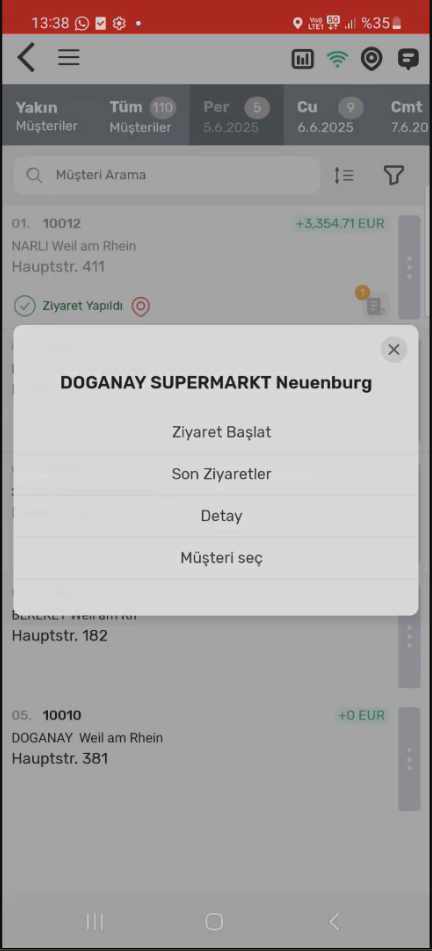 13:38
Vo)) 5G
LTE1
%35
Yakın
Müşteriler
Tüm 110
Müşteriler
Per 5
5.6.2025
Cu 9
6.6.2025
Cmt
7.6.20
Müşteri Arama
01. 10012 +3,354.71 EUR
NARLI Weil am Rhein
Hauptstr. 411
Ziyaret Yapıldı
1
DOGANAY SUPERMARKT Neuenburg
Ziyaret Başlat
Son Ziyaretler
Detay
Müşteri seç
BEREKET Weil am Rh
Hauptstr. 182
05. 10010 +0 EUR
DOGANAY Weil am Rhein
Hauptstr. 381